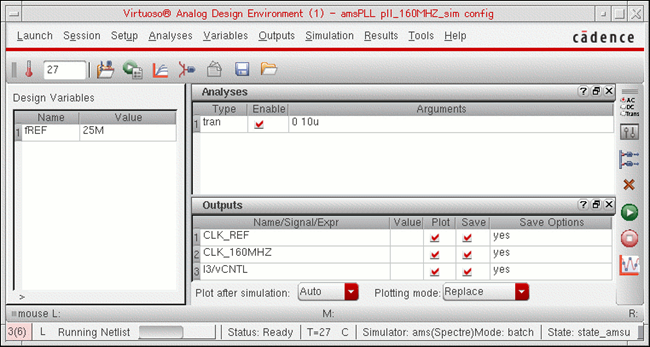 Virtuoso® Analog Design Environment (1) - amsPLL pll_160MHZ_sim config
Launch Session Setup Analyses Variables Outputs Simulation Results Tools Help cādence
27
Design Variables
Name Value
1 fREF 25M
>
Analyses
Type Enable Arguments
1 tran 0 10u
Outputs
Name/Signal/Expr Value Plot Save Save Options
1 CLK_REF yes
2 CLK_160MHZ yes
3 I3/vCNTL yes
Plot after simulation: Auto Plotting mode: Replace
AC
DC
Trans
mouse L: M: R:
3(6) L Running Netlist Status: Ready T=27 C Simulator: ams(Spectre)Mode: batch State: state_amsu